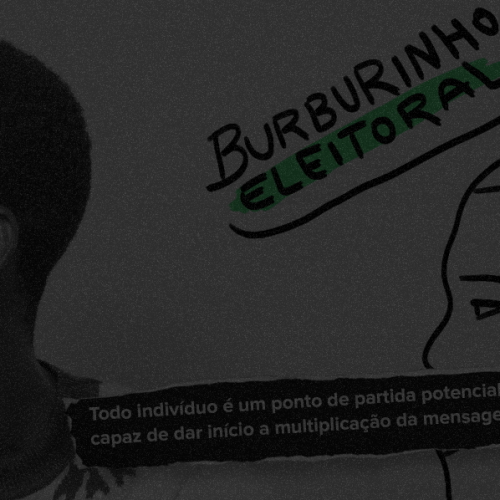 BURBURINHO
ELEITORAL
Todo indivíduo é um ponto de partida potencial
capaz de dar início a multiplicação da mensage